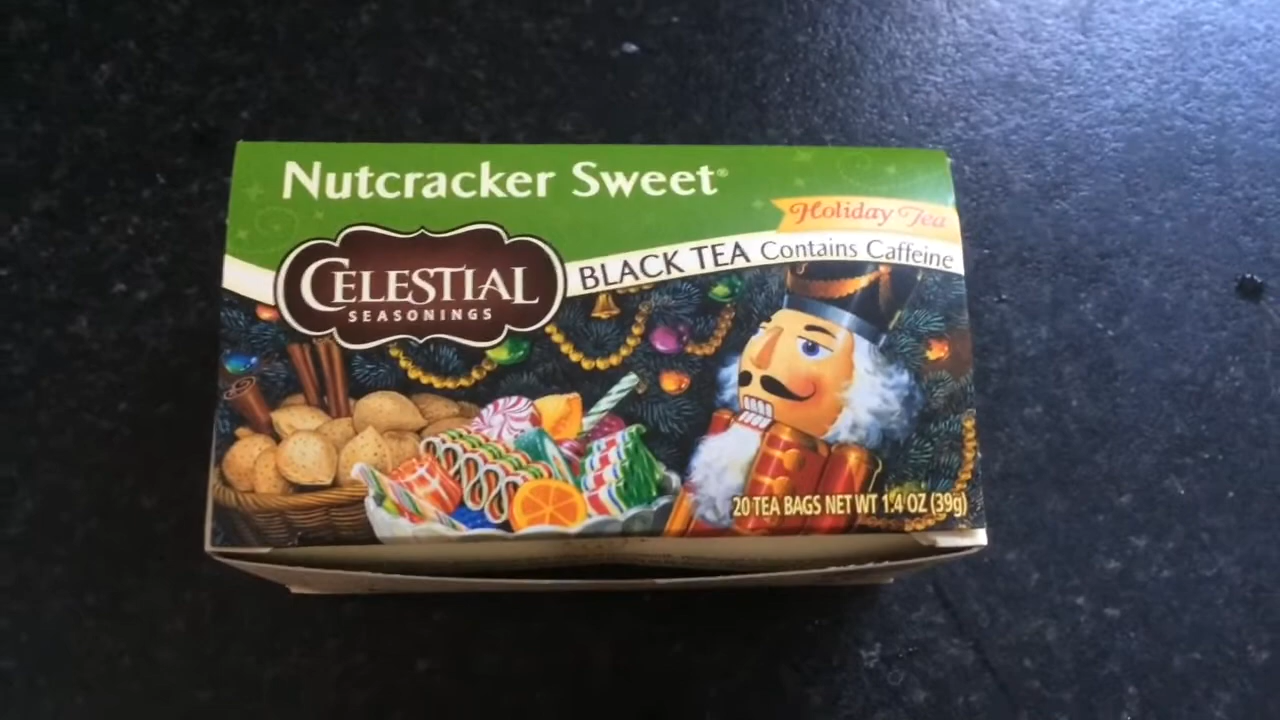 Nutcracker Sweet®
Holiday Tea
BLACK TEA Contains Caffeine
CELESTIAL
SEASONINGS
20 TEA BAGS NET WT 1.4 OZ (39g)